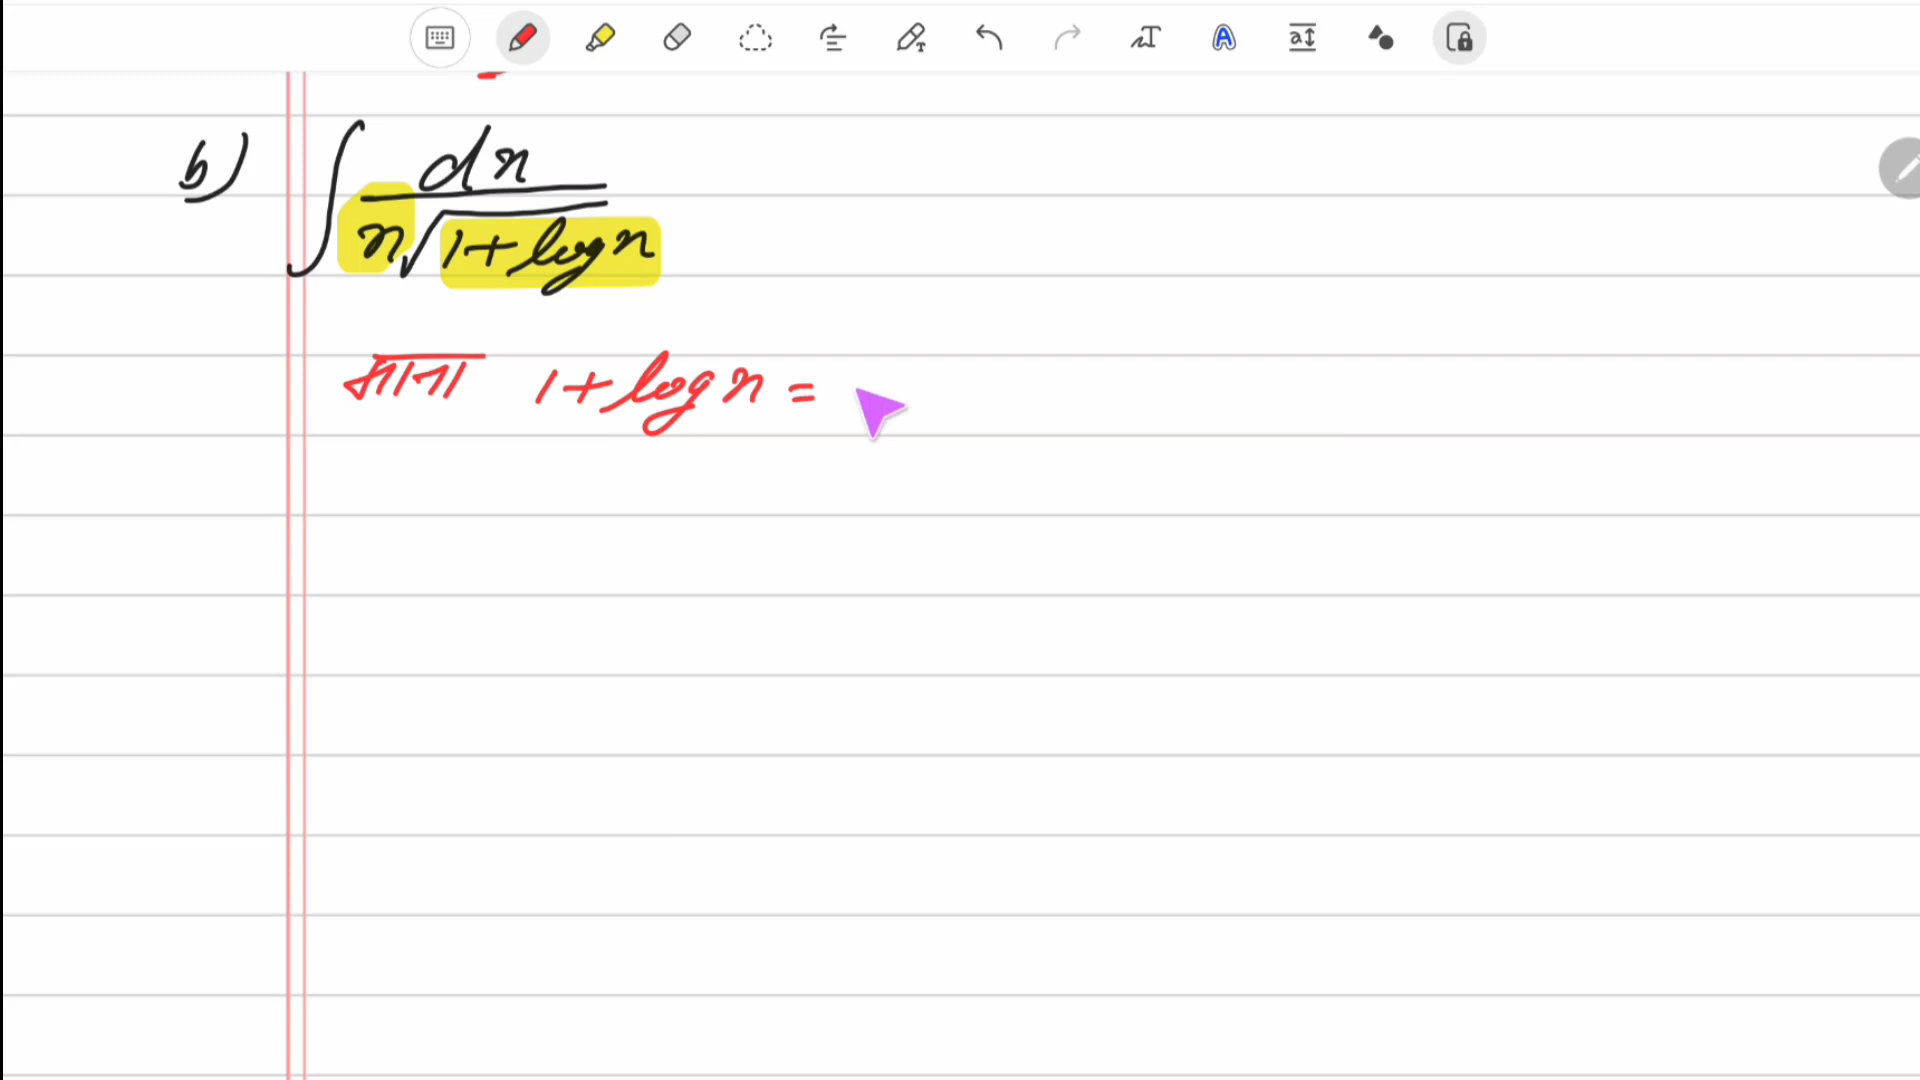 b) ∫ dx / x√(1+log x)
माना 1+log x =